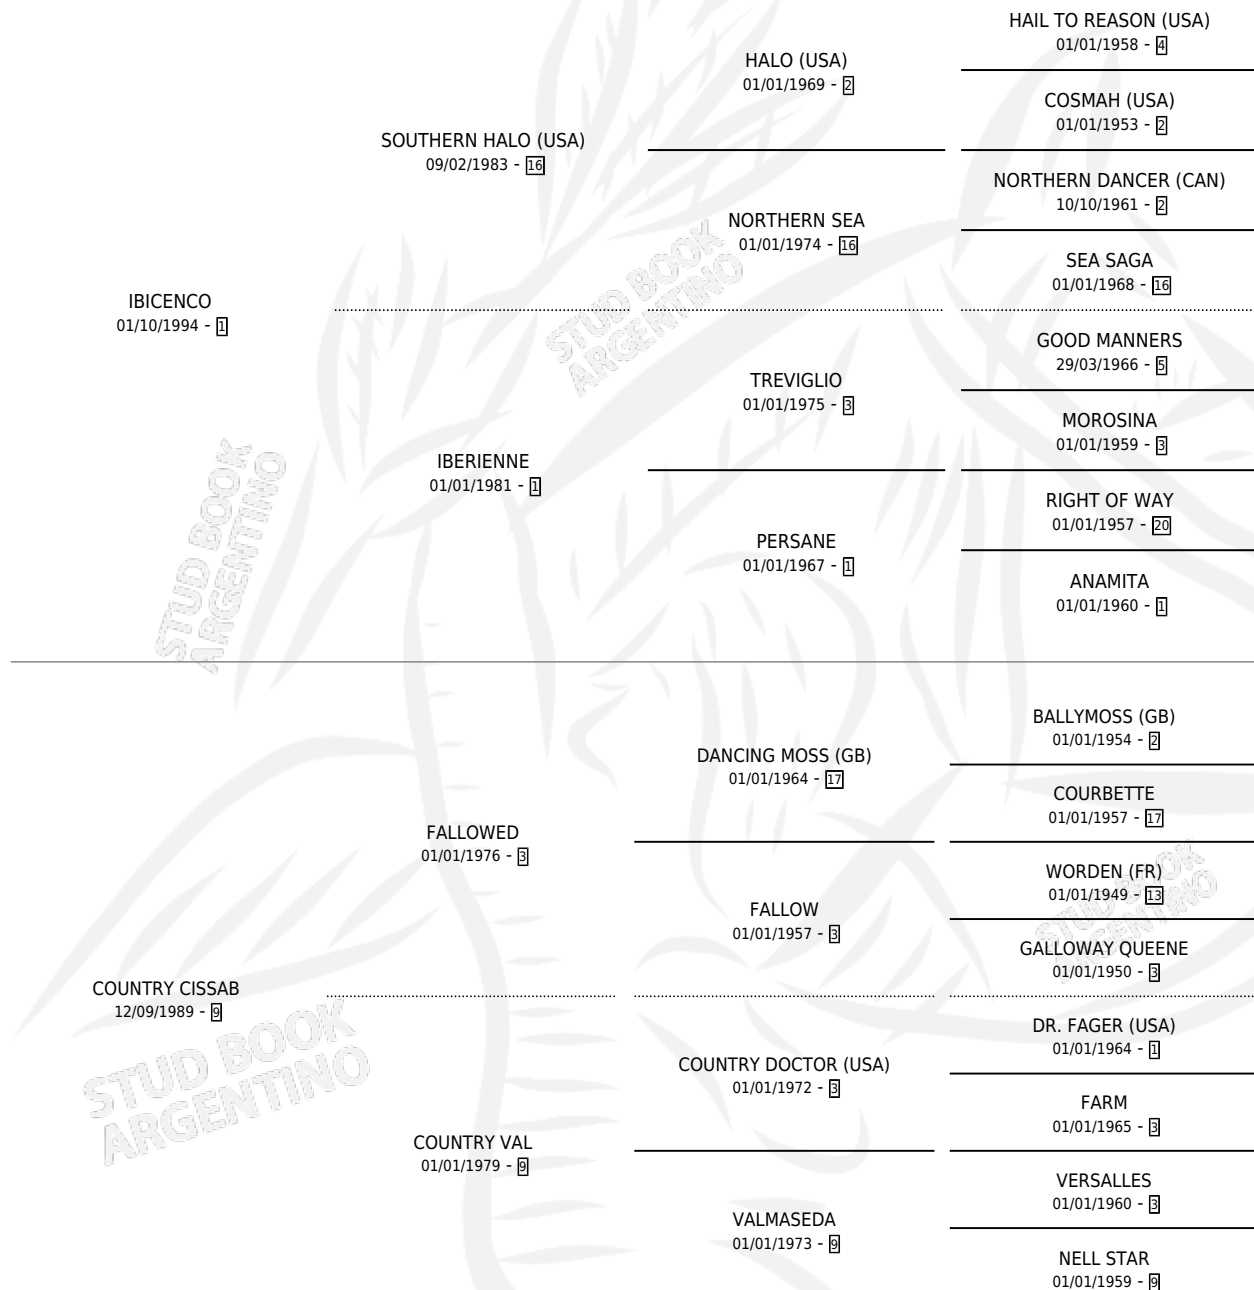 HAIL TO REASON (USA)
01/01/1958 - 4
HALO (USA)
01/01/1969 - 2
COSMAH (USA)
01/01/1953 - 2
SOUTHERN HALO (USA)
09/02/1983 - 16
NORTHERN DANCER (CAN)
10/10/1961 - 2
NORTHERN SEA
01/01/1974 - 16
SEA SAGA
01/01/1968 - 16
IBICENCO
01/10/1994 - 1
GOOD MANNERS
29/03/1966 - 5
TREVIGLIO
01/01/1975 - 3
MOROSINA
01/01/1959 - 3
IBERIENNE
01/01/1981 - 1
RIGHT OF WAY
01/01/1957 - 20
PERSANE
01/01/1967 - 1
ANAMITA
01/01/1960 - 1
BALLYMOSS (GB)
01/01/1954 - 2
DANCING MOSS (GB)
01/01/1964 - 17
COURBETTE
01/01/1957 - 17
FALLOWED
01/01/1976 - 3
WORDEN (FR)
01/01/1949 - 13
FALLOW
01/01/1957 - 3
GALLOWAY QUEENE
01/01/1950 - 3
COUNTRY CISSAB
12/09/1989 - 9
DR. FAGER (USA)
01/01/1964 - 1
COUNTRY DOCTOR (USA)
01/01/1972 - 3
FARM
01/01/1965 - 3
COUNTRY VAL
01/01/1979 - 9
VERSALLES
01/01/1960 - 3
VALMASEDA
01/01/1973 - 9
NELL STAR
01/01/1959 - 9
STUD BOOK
ARGENTINO
STUD BOOK
ARGENTINO
STUD BOOK
ARGENTINO
STUD BOOK
ARGENTINO